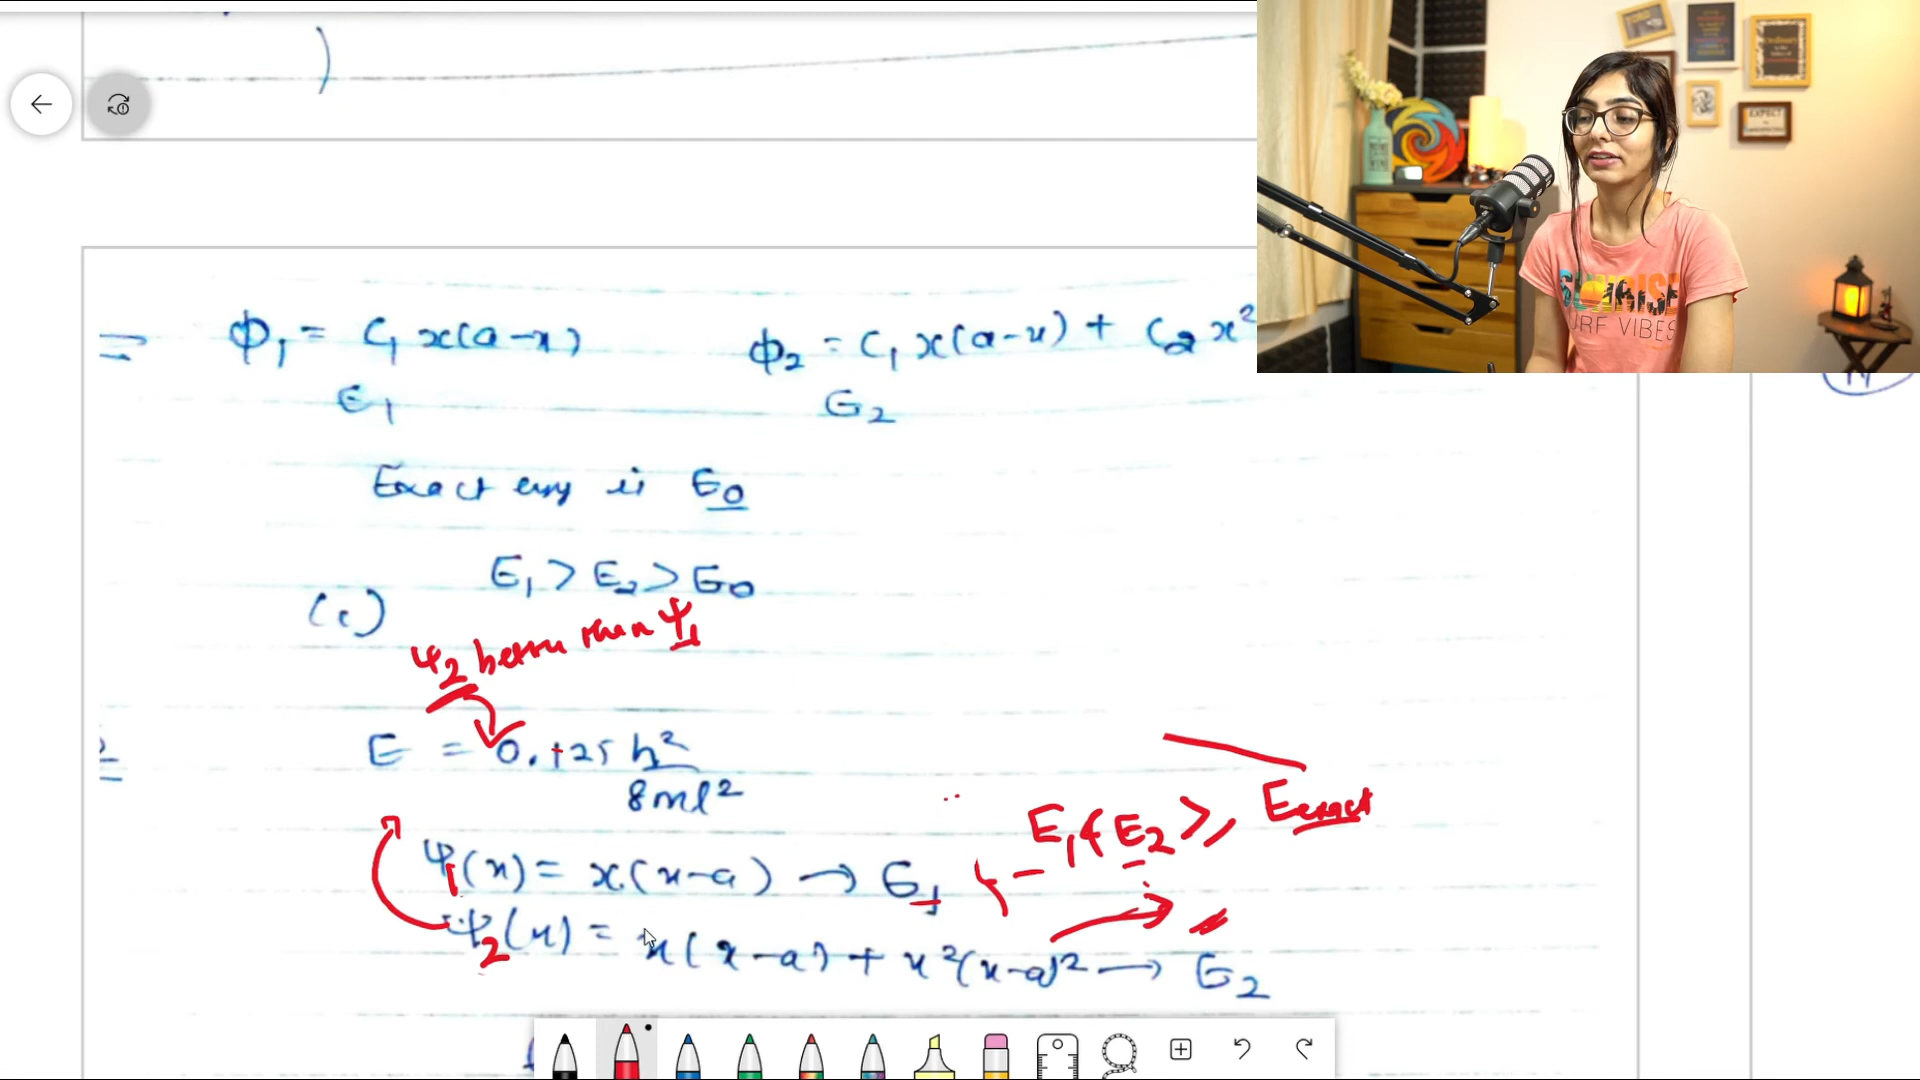 )
= ϕ₁ = C₁ x(a-x) ϕ₂ = C₁ x(a-x) + C₂ x²
E₁ E₂
Exact is E₀
E₁ > E₂ > E₀
(c)
ψ₂ better than ψ₁
E = 0.125 h²
8ml²
E₁ & E₂ ≥ Eexact
ψ₁(x) = x(x-a) → E₁
ψ₂(x) = x(x-a) + x²(x-a)² → E₂
SUNRISE
SURF VIBES